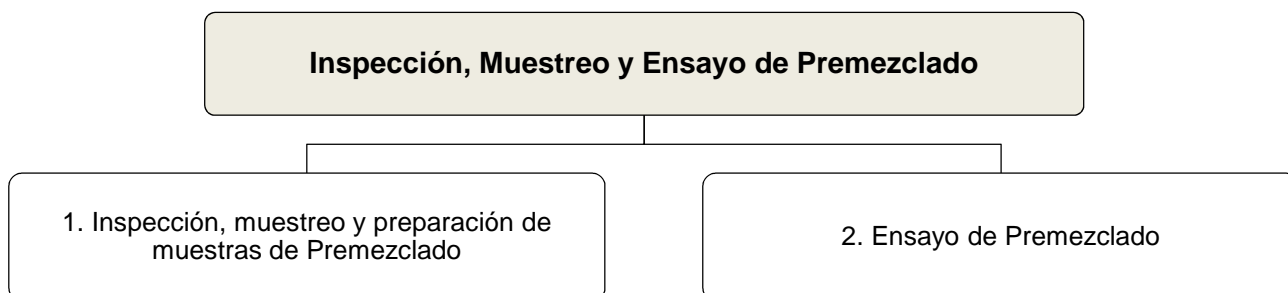 Inspección, Muestreo y Ensayo de Premezclado
1. Inspección, muestreo y preparación de
muestras de Premezclado
2. Ensayo de Premezclado